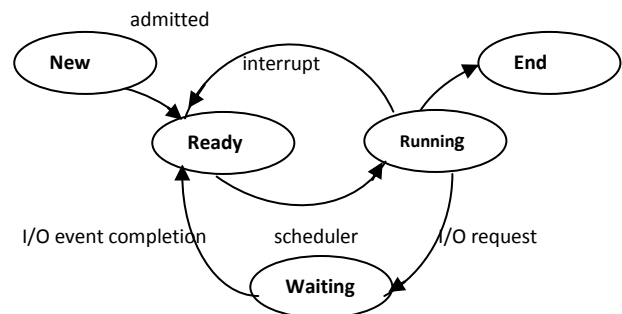 admitted
New
interrupt
End
Ready
Running
I/O event completion
scheduler
I/O request
Waiting